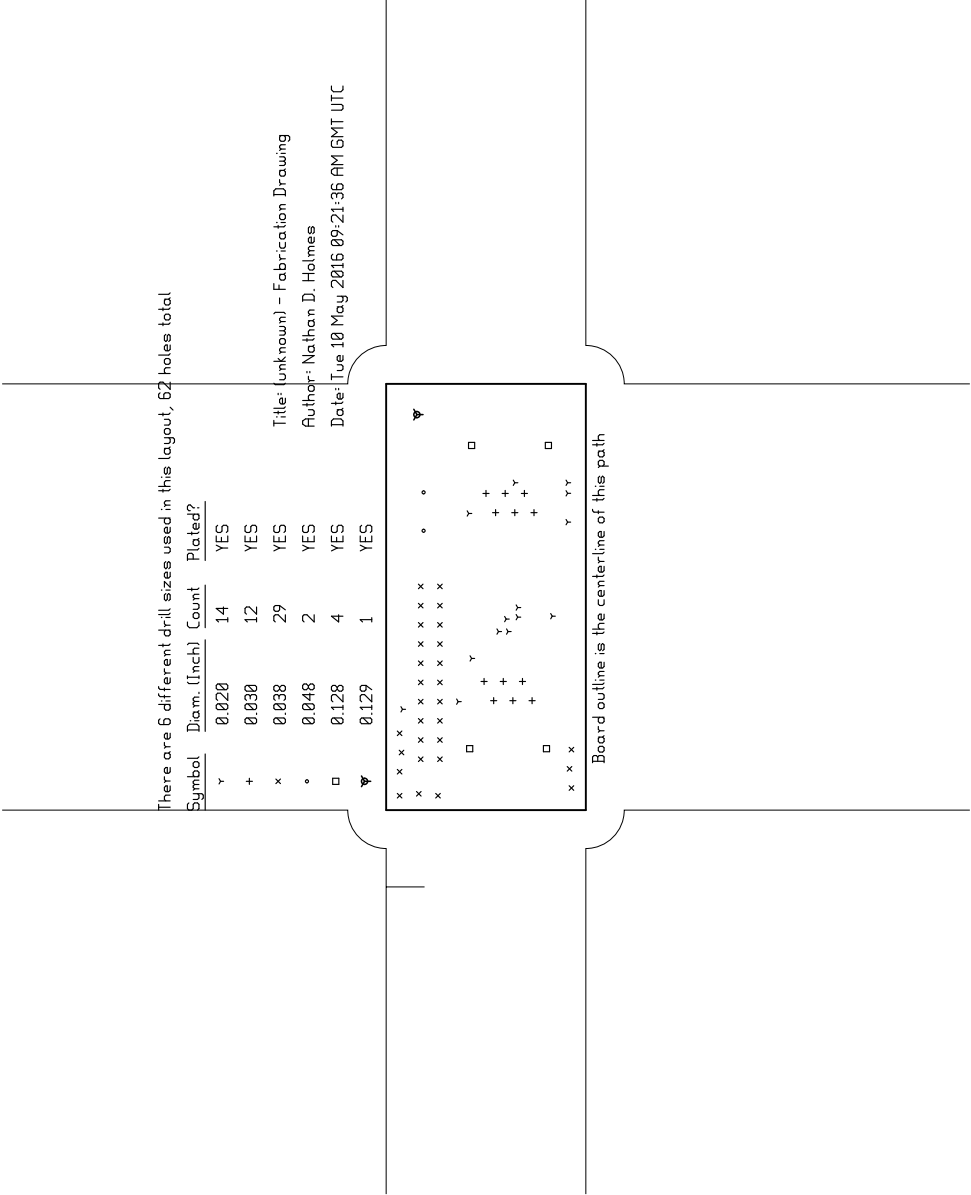 There are 6 different drill sizes used in this layout, 62 holes total
Symbol Diam. (Inch) Count Plated?
0.020 14 YES
0.030 12 YES
0.038 29 YES
0.048 2 YES
0.128 4 YES
0.129 1 YES
Title: (unknown) - Fabrication Drawing
Author: Nathan D. Holmes
Date: Tue 10 May 2016 09:21:36 AM GMT UTC
Board outline is the centerline of this path